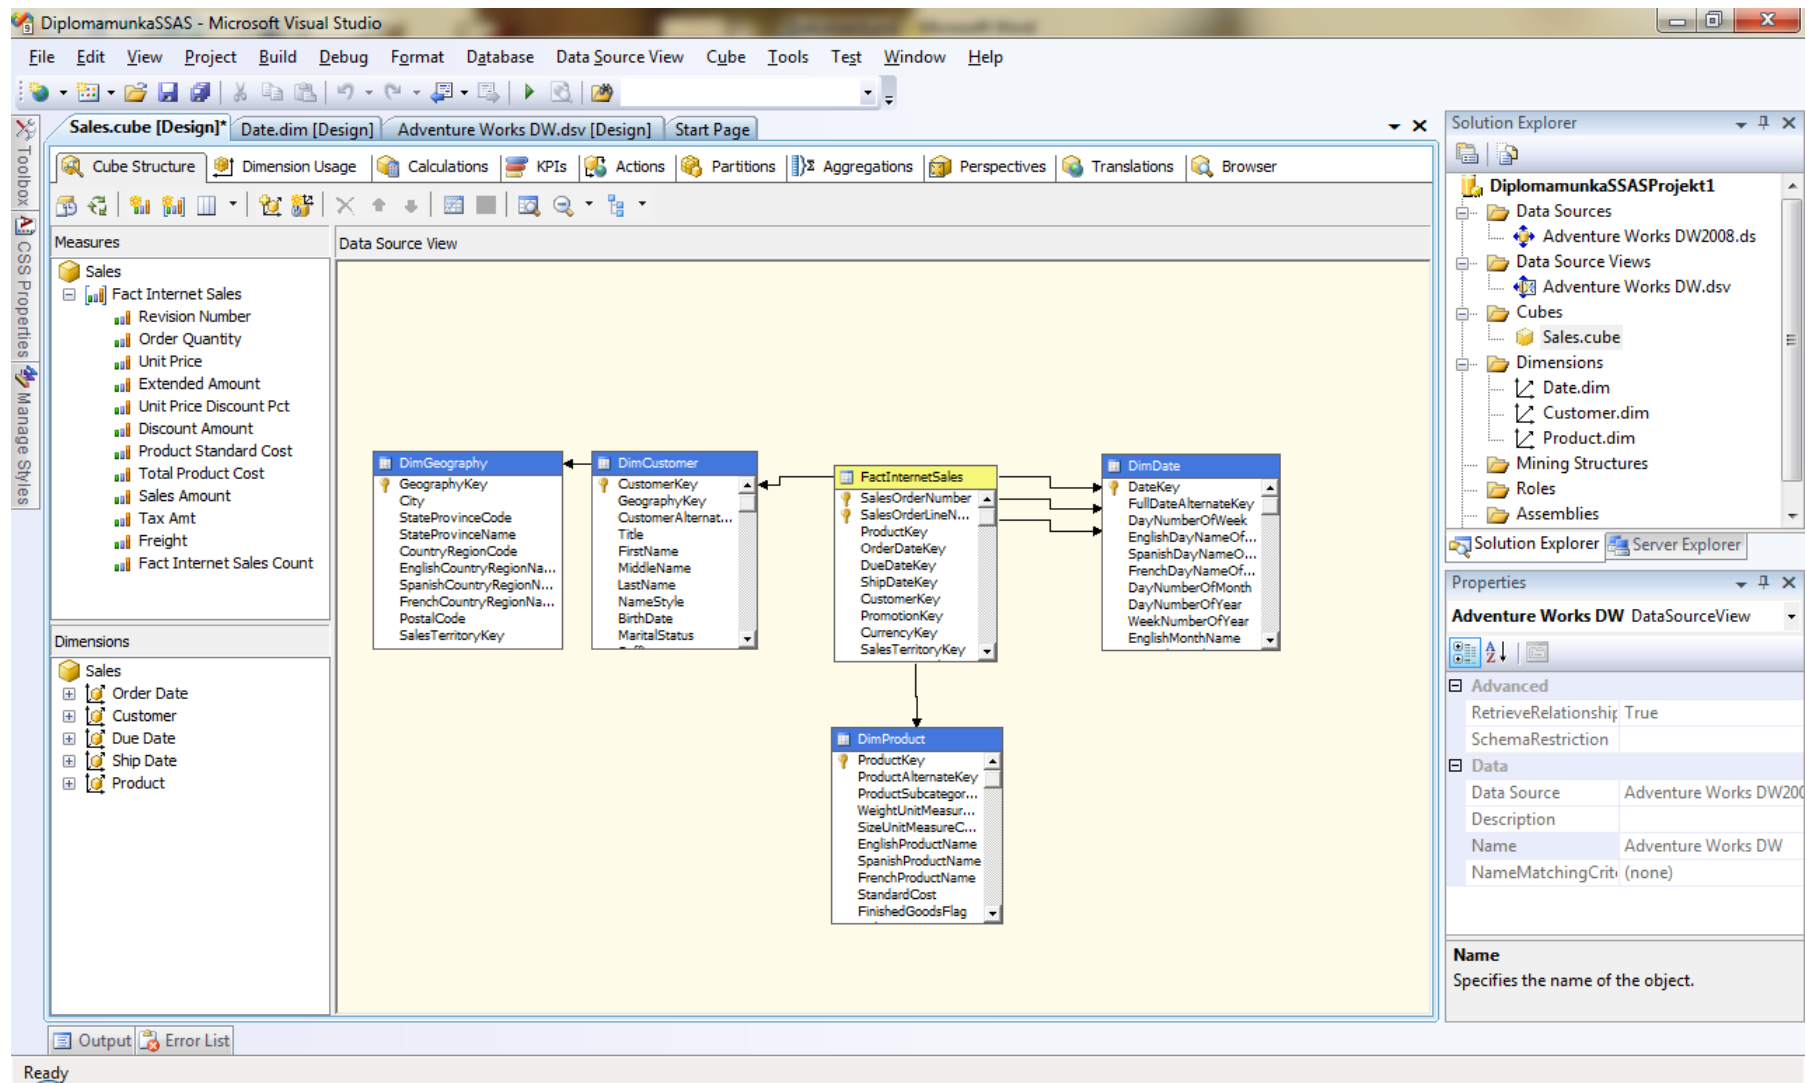 DiplomamunkaSSAS - Microsoft Visual Studio
File Edit View Project Build Debug Format Database Data Source View Cube Tools Test Window Help
Sales.cube [Design]* Date.dim [Design] Adventure Works DW.dsv [Design] Start Page
Cube Structure Dimension Usage Calculations KPIs Actions Partitions Aggregations Perspectives Translations Browser
Toolbox
CSS Properties
Manage Styles
Measures
Sales
Fact Internet Sales
Revision Number
Order Quantity
Unit Price
Extended Amount
Unit Price Discount Pct
Discount Amount
Product Standard Cost
Total Product Cost
Sales Amount
Tax Amt
Freight
Fact Internet Sales Count
Dimensions
Sales
Order Date
Customer
Due Date
Ship Date
Product
Data Source View
DimGeography
GeographyKey
City
StateProvinceCode
StateProvinceName
CountryRegionCode
EnglishCountryRegionNa...
SpanishCountryRegionN...
FrenchCountryRegionNa...
PostalCode
SalesTerritoryKey
DimCustomer
CustomerKey
GeographyKey
CustomerAlternat...
Title
FirstName
MiddleName
LastName
NameStyle
BirthDate
MaritalStatus
FactInternetSales
SalesOrderNumber
SalesOrderLineN...
ProductKey
OrderDateKey
DueDateKey
ShipDateKey
CustomerKey
PromotionKey
CurrencyKey
SalesTerritoryKey
DimDate
DateKey
FullDateAlternateKey
DayNumberOfWeek
EnglishDayNameOf...
SpanishDayNameO...
FrenchDayNameOf...
DayNumberOfMonth
DayNumberOfYear
WeekNumberOfYear
EnglishMonthName
DimProduct
ProductKey
ProductAlternateKey
ProductSubcategor...
WeightUnitMeasur...
SizeUnitMeasureC...
EnglishProductName
SpanishProductName
FrenchProductName
StandardCost
FinishedGoodsFlag
Solution Explorer
DiplomamunkaSSASProjekt1
Data Sources
Adventure Works DW2008.ds
Data Source Views
Adventure Works DW.dsv
Cubes
Sales.cube
Dimensions
Date.dim
Customer.dim
Product.dim
Mining Structures
Roles
Assemblies
Solution Explorer Server Explorer
Properties
Adventure Works DW DataSourceView
Advanced
RetrieveRelationship True
SchemaRestriction
Data
Data Source Adventure Works DW200
Description
Name Adventure Works DW
NameMatchingCrite (none)
Name
Specifies the name of the object.
Output Error List
Ready